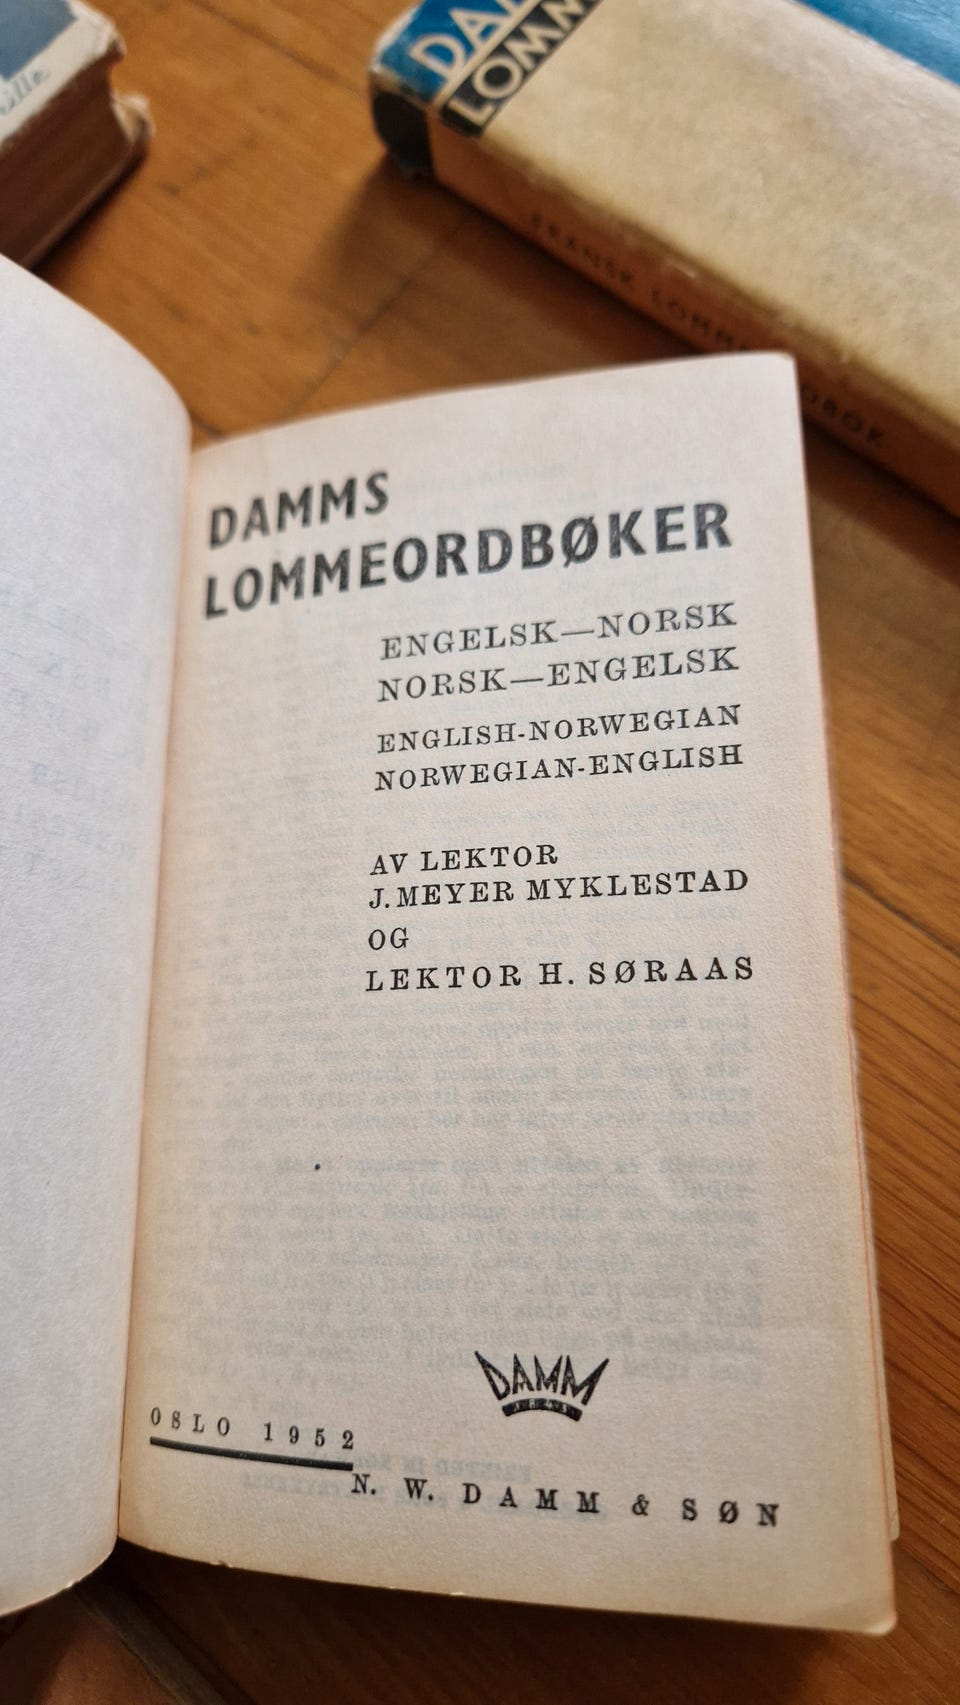 DAMMS
LOMMEORDBØKER
ENGELSK—NORSK
NORSK—ENGELSK
ENGLISH-NORWEGIAN
NORWEGIAN-ENGLISH
AV LEKTOR
J. MEYER MYKLESTAD
OG
LEKTOR H. SØRAAS
DAMM
OSLO 1952
N. W. DAMM & SØN
FRANSK